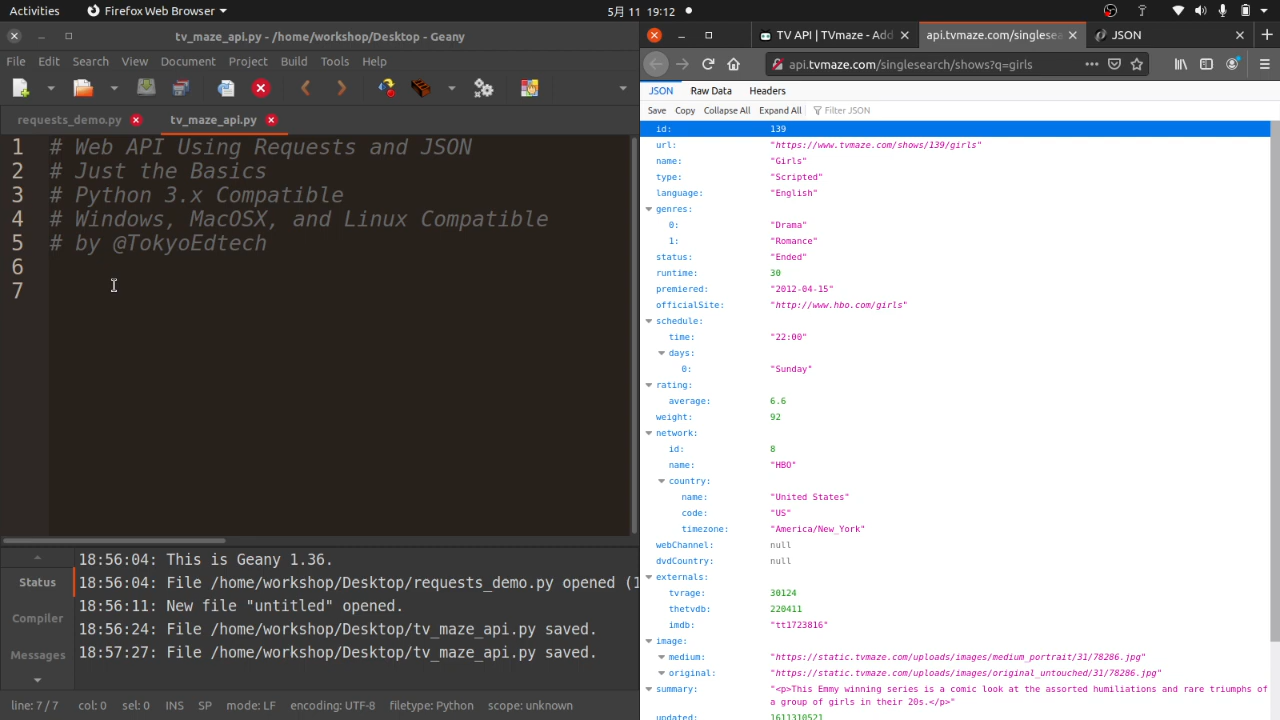 Activities
Firefox Web Browser
5月 11 19:12
tv_maze_api.py - /home/workshop/Desktop - Geany
File Edit Search View Document Project Build Tools Help
requests_demo.py
tv_maze_api.py
1 # Web API Using Requests and JSON
2 # Just the Basics
3 # Python 3.x Compatible
4 # Windows, MacOSX, and Linux Compatible
5 # by @TokyoEdtech
6
7
Status
Compiler
Messages
18:56:04: This is Geany 1.36.
18:56:04: File /home/workshop/Desktop/requests_demo.py opened (1
18:56:11: New file "untitled" opened.
18:56:24: File /home/workshop/Desktop/tv_maze_api.py saved.
18:57:27: File /home/workshop/Desktop/tv_maze_api.py saved.
line: 7 / 7 col: 0 sel: 0 INS SP mode: LF encoding: UTF-8 filetype: Python scope: unknown
TV API | TVmaze - Add
api.tvmaze.com/singlesea
JSON
api.tvmaze.com/singlesearch/shows?q=girls
JSON Raw Data Headers
Save Copy Collapse All Expand All Filter JSON
id: 139
url: "https://www.tvmaze.com/shows/139/girls"
name: "Girls"
type: "Scripted"
language: "English"
genres:
0: "Drama"
1: "Romance"
status: "Ended"
runtime: 30
premiered: "2012-04-15"
officialSite: "http://www.hbo.com/girls"
schedule:
time: "22:00"
days:
0: "Sunday"
rating:
average: 6.6
weight: 92
network:
id: 8
name: "HBO"
country:
name: "United States"
code: "US"
timezone: "America/New_York"
webChannel: null
dvdCountry: null
externals:
tvrage: 30124
thetvdb: 220411
imdb: "tt1723816"
image:
medium: "https://static.tvmaze.com/uploads/images/medium_portrait/31/78286.jpg"
original: "https://static.tvmaze.com/uploads/images/original_untouched/31/78286.jpg"
summary: "<p>This Emmy winning series is a comic look at the assorted humiliations and rare triumphs of
a group of girls in their 20s.</p>"
updated: 1611310521